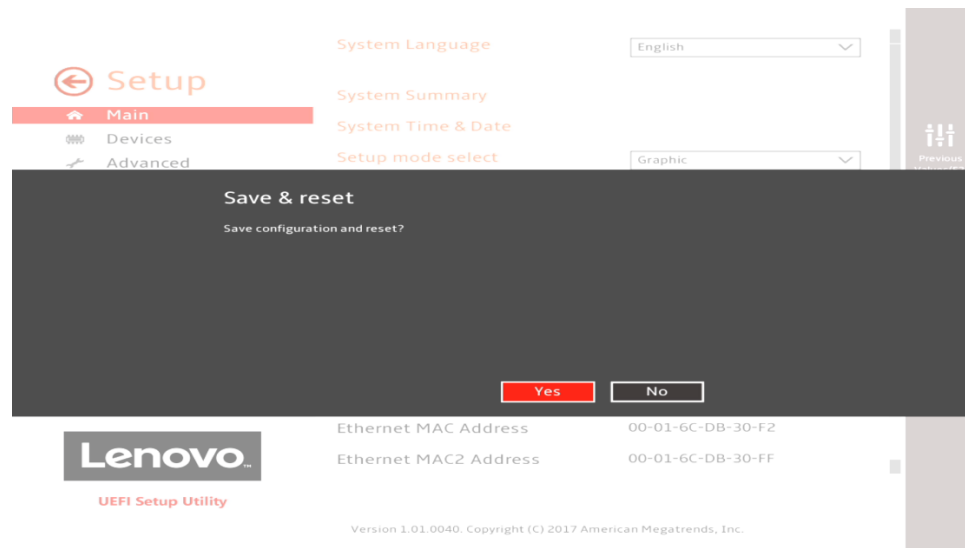 System Language English
Setup
System Summary
Main
System Time & Date
Devices
Setup mode select Graphic
Advanced
Previous
Save & reset
Save configuration and reset?
Yes No
Ethernet MAC Address 00-01-6C-DB-30-F2
Lenovo™
Ethernet MAC2 Address 00-01-6C-DB-30-FF
UEFI Setup Utility
Version 1.01.0040. Copyright (C) 2017 American Megatrends, Inc.